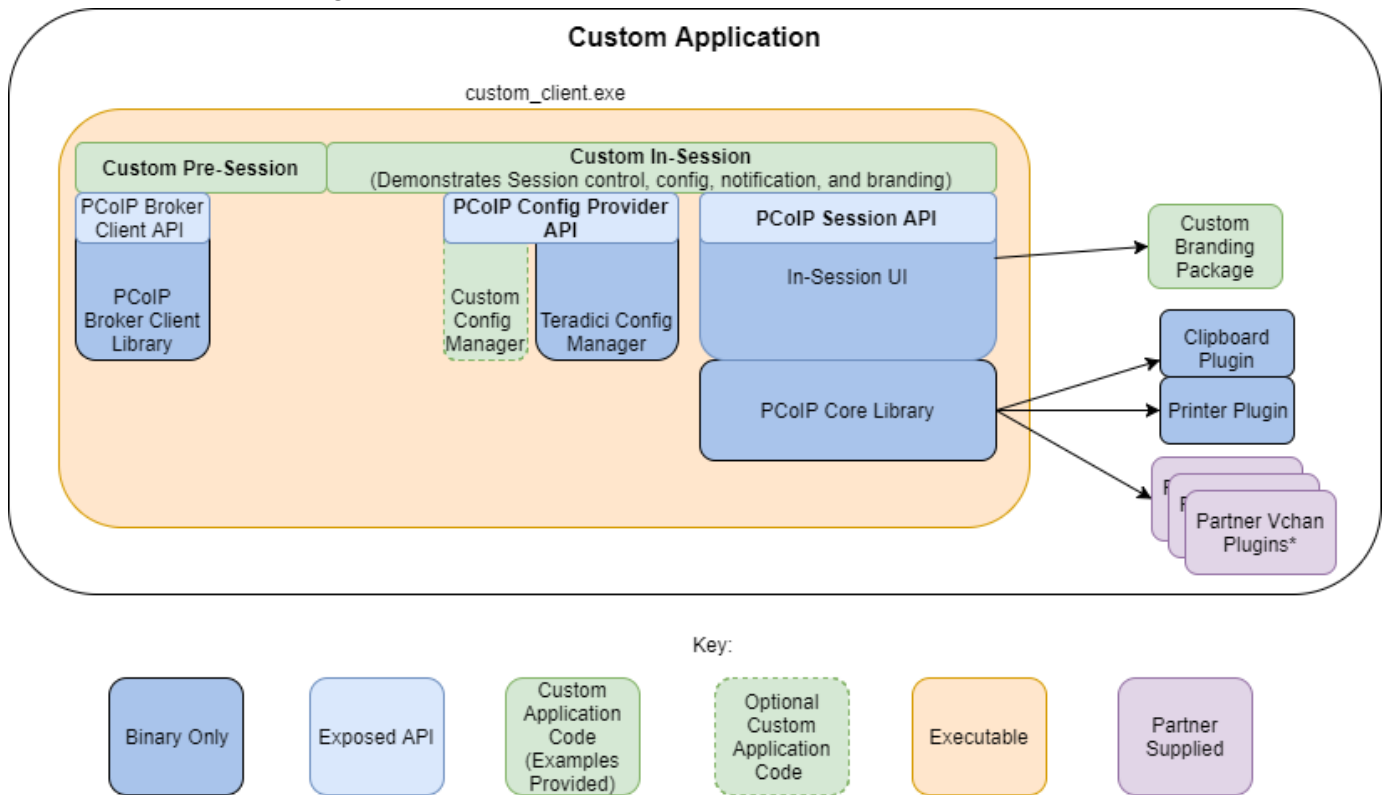 Custom Application
custom_client.exe
Custom Pre-Session
Custom In-Session
(Demonstrates Session control, config, notification, and branding)
PCoIP Broker
Client API
PCoIP Config Provider
API
PCoIP Session API
PCoIP
Broker Client
Library
Custom
Config
Manager
Teradici Config
Manager
In-Session UI
PCoIP Core Library
Custom
Branding
Package
Clipboard
Plugin
Printer Plugin
Partner Vchan
Plugins*
Key:
Binary Only
Exposed API
Custom
Application
Code
(Examples
Provided)
Optional
Custom
Application
Code
Executable
Partner
Supplied